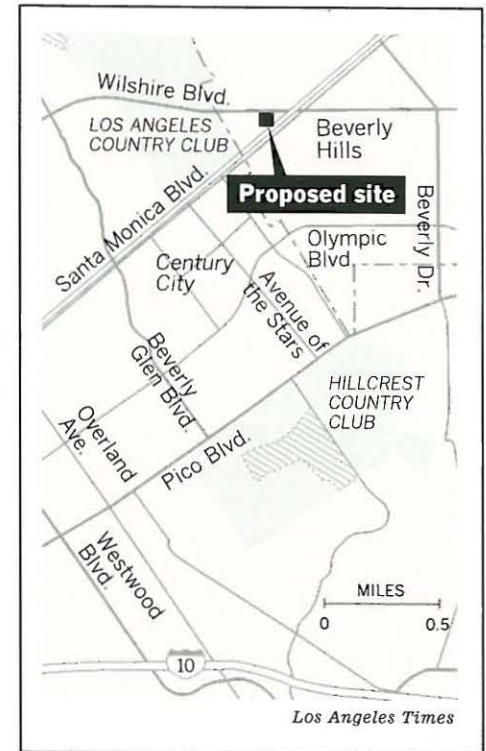 Wilshire Blvd.
LOS ANGELES
COUNTRY CLUB
Beverly
Hills
Proposed site
Santa Monica Blvd.
Beverly Dr.
Olympic
Blvd.
Century
City
Avenue of
the Stars
Beverly
Glen Blvd.
HILLCREST
COUNTRY
CLUB
Overland
Ave.
Pico Blvd.
Westwood
Blvd.
MILES
0 0.5
10
Los Angeles Times